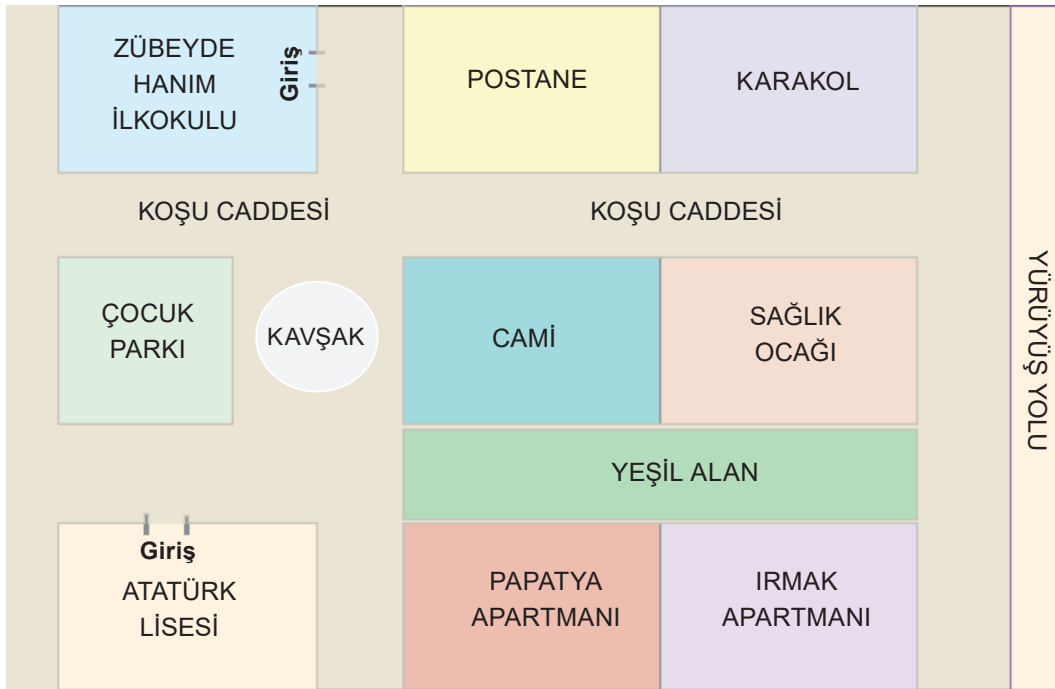 ZÜBEYDE
HANIM
İLKOKULU
Giriş
POSTANE
KARAKOL
KOŞU CADDESİ
KOŞU CADDESİ
ÇOCUK
PARKI
KAVŞAK
CAMİ
SAĞLIK
OCAĞI
YÜRÜYÜŞ YOLU
YEŞİL ALAN
Giriş
ATATÜRK
LİSESİ
PAPATYA
APARTMANI
IRMAK
APARTMANI